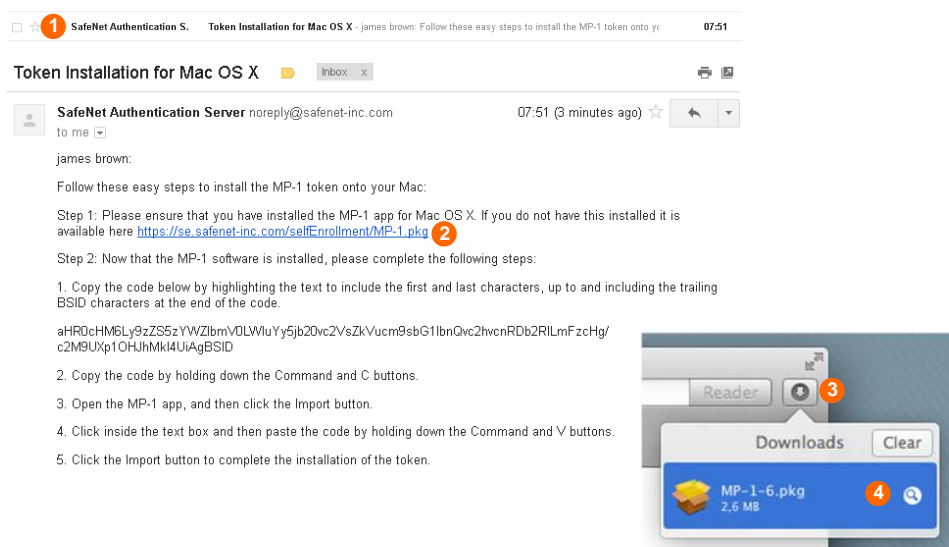 1 SafeNet Authentication S. Token Installation for Mac OS X - james brown: Follow these easy steps to install the MP-1 token onto yo 07:51
Token Installation for Mac OS X Inbox x
SafeNet Authentication Server noreply@safenet-inc.com 07:51 (3 minutes ago)
to me
james brown:
Follow these easy steps to install the MP-1 token onto your Mac:
Step 1: Please ensure that you have installed the MP-1 app for Mac OS X. If you do not have this installed it is
available here https://se.safenet-inc.com/selfEnrollment/MP-1.pkg 2
Step 2: Now that the MP-1 software is installed, please complete the following steps:
1. Copy the code below by highlighting the text to include the first and last characters, up to and including the trailing
BSID characters at the end of the code.
aHR0cHM6Ly9zZS5zYWZlbmV0LWluYy5jb20vc2VsZkVucm9sbG1lbnQvc2hvcnRDb2RlLmFzcHg/
c2M9UXp1OHJhMkl4UiAgBSID
2. Copy the code by holding down the Command and C buttons.
3. Open the MP-1 app, and then click the Import button.
4. Click inside the text box and then paste the code by holding down the Command and V buttons.
5. Click the Import button to complete the installation of the token.
Reader 3
Downloads Clear
MP-1-6.pkg 4
2,6 MB